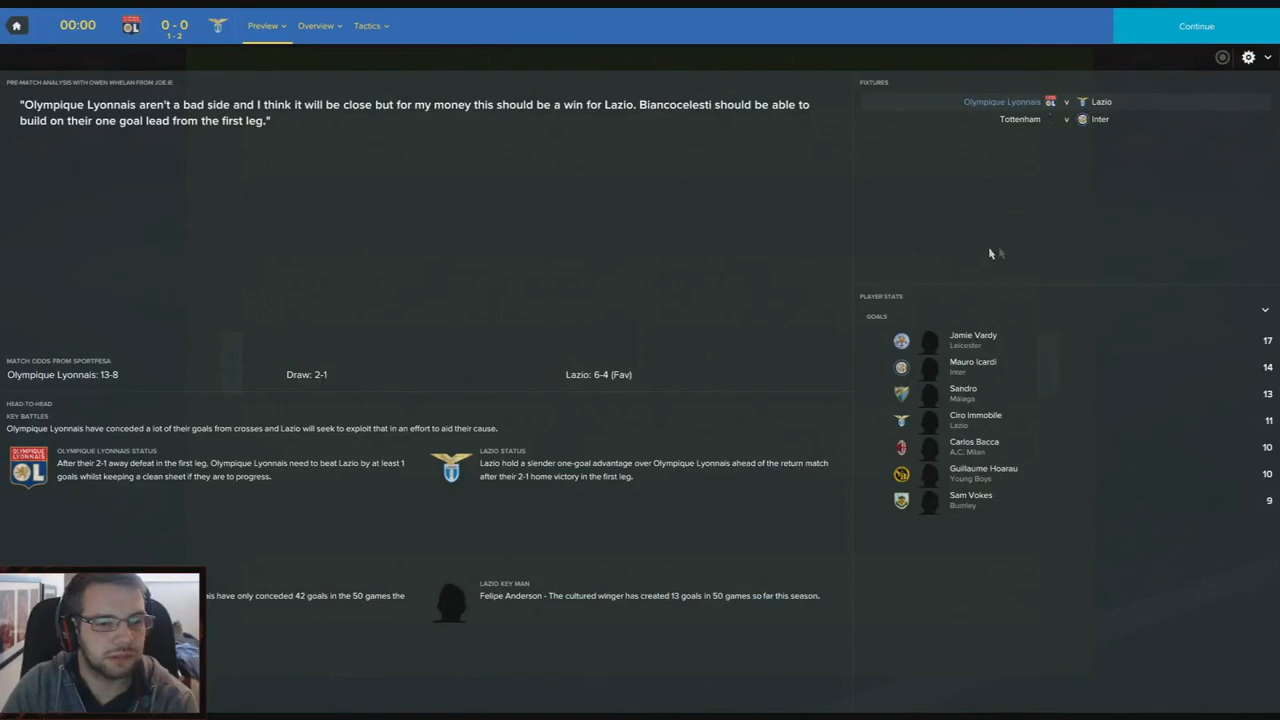 00:00
0 - 0
1 - 2
Preview
Overview
Tactics
Continue
PRE-MATCH ANALYSIS WITH OWEN WHELAN FROM JOE.IE
"Olympique Lyonnais aren't a bad side and I think it will be close but for my money this should be a win for Lazio. Biancocelesti should be able to
build on their one goal lead from the first leg."
FIXTURES
Olympique Lyonnais v Lazio
Tottenham v Inter
MATCH ODDS FROM SPORTPESA
Olympique Lyonnais: 13-8
Draw: 2-1
Lazio: 6-4 (Fav)
HEAD-TO-HEAD
KEY BATTLES
Olympique Lyonnais have conceded a lot of their goals from crosses and Lazio will seek to exploit that in an effort to aid their cause.
OLYMPIQUE LYONNAIS STATUS
After their 2-1 away defeat in the first leg, Olympique Lyonnais need to beat Lazio by at least 1
goals whilst keeping a clean sheet if they are to progress.
LAZIO STATUS
Lazio hold a slender one-goal advantage over Olympique Lyonnais ahead of the return match
after their 2-1 home victory in the first leg.
have only conceded 42 goals in the 50 games the
LAZIO KEY MAN
Felipe Anderson - The cultured winger has created 13 goals in 50 games so far this season.
PLAYER STATS
GOALS
Jamie Vardy 17
Leicester
Mauro Icardi 14
Inter
Sandro 13
Málaga
Ciro Immobile 11
Lazio
Carlos Bacca 10
A.C. Milan
Guillaume Hoarau 10
Young Boys
Sam Vokes 9
Burnley